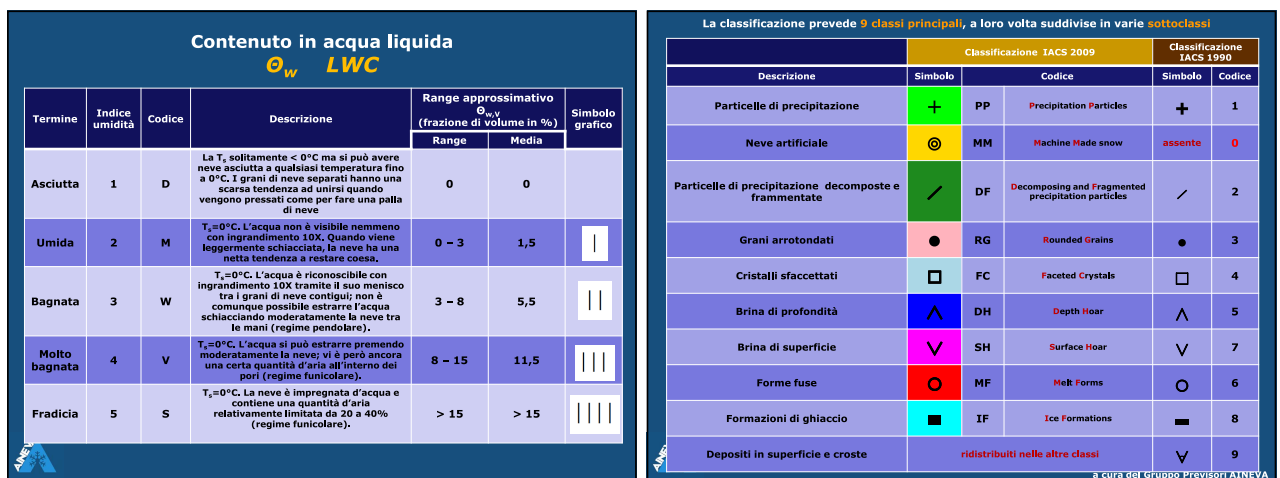 Contenuto in acqua liquida
Θw LWC
Termine
Indice
umidità
Codice
Descrizione
Range approssimativo
Θw,v
(frazione di volume in %)
Simbolo
grafico
Range
Media
Asciutta
1
D
La Ts solitamente < 0°C ma si può avere
neve asciutta a qualsiasi temperatura fino
a 0°C. I grani di neve separati hanno una
scarsa tendenza ad unirsi quando
vengono pressati come per fare una palla
di neve
0
0
Umida
2
M
Ts=0°C. L'acqua non è visibile nemmeno
con ingrandimento 10X. Quando viene
leggermente schiacciata, la neve ha una
netta tendenza a restare coesa.
0 – 3
1,5
|
Bagnata
3
W
Ts=0°C. L'acqua è riconoscibile con
ingrandimento 10X tramite il suo menisco
tra i grani di neve contigui; non è
comunque possibile estrarre l'acqua
schiacciando moderatamente la neve tra
le mani (regime pendolare).
3 – 8
5,5
||
Molto
bagnata
4
V
Ts=0°C. L'acqua si può estrarre premendo
moderatamente la neve; vi è però ancora
una certa quantità d'aria all'interno dei
pori (regime funicolare).
8 – 15
11,5
|||
Fradicia
5
S
Ts=0°C. La neve è impregnata d'acqua e
contiene una quantità d'aria
relativamente limitata da 20 a 40%
(regime funicolare).
> 15
> 15
||||
AINEVA
La classificazione prevede 9 classi principali, a loro volta suddivise in varie sottoclassi
Classificazione IACS 2009
Classificazione
IACS 1990
Descrizione
Simbolo
Codice
Simbolo
Codice
Particelle di precipitazione
+
PP
Precipitation Particles
+
1
Neve artificiale
◎
MM
Machine Made snow
assente
0
Particelle di precipitazione decomposte e
frammentate
/
DF
Decomposing and Fragmented
precipitation particles
/
2
Grani arrotondati
●
RG
Rounded Grains
●
3
Cristalli sfaccettati
□
FC
Faceted Crystals
□
4
Brina di profondità
Λ
DH
Depth Hoar
Λ
5
Brina di superficie
V
SH
Surface Hoar
V
7
Forme fuse
○
MF
Melt Forms
○
6
Formazioni di ghiaccio
■
IF
Ice Formations
▬
8
Depositi in superficie e croste
ridistribuiti nelle altre classi
∀
9
a cura del Gruppo Previsori AINEVA